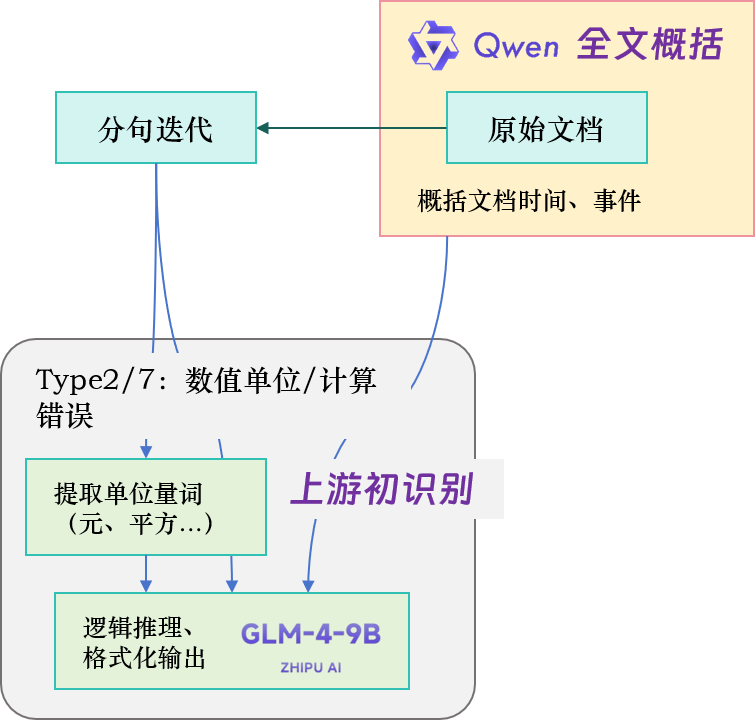 Qwen 全文概括
分句迭代
原始文档
概括文档时间、事件
Type2/7：数值单位/计算
错误
提取单位量词
（元、平方...）
上游初识别
逻辑推理、
格式化输出
GLM-4-9B
ZHIPU AI